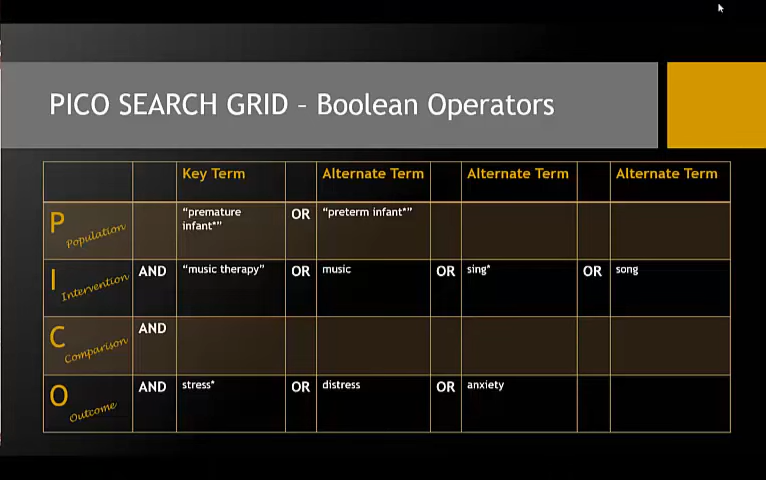 PICO SEARCH GRID – Boolean Operators
Key Term Alternate Term Alternate Term Alternate Term
P Population "premature infant*" OR "preterm infant*"
I Intervention AND "music therapy" OR music OR sing* OR song
C Comparison AND
O Outcome AND stress* OR distress OR anxiety